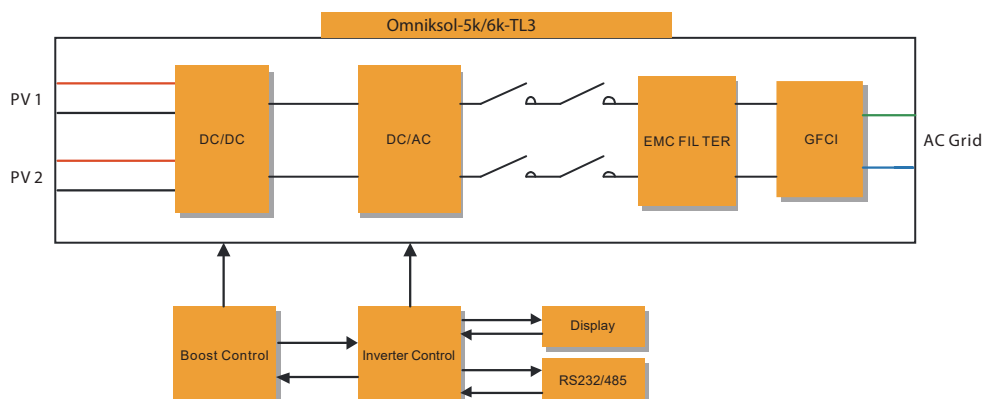 Omniksol-5k/6k-TL3
PV 1
PV 2
DC/DC
DC/AC
EMC FIL TER
GFCI
AC Grid
Boost Control
Inverter Control
Display
RS232/485